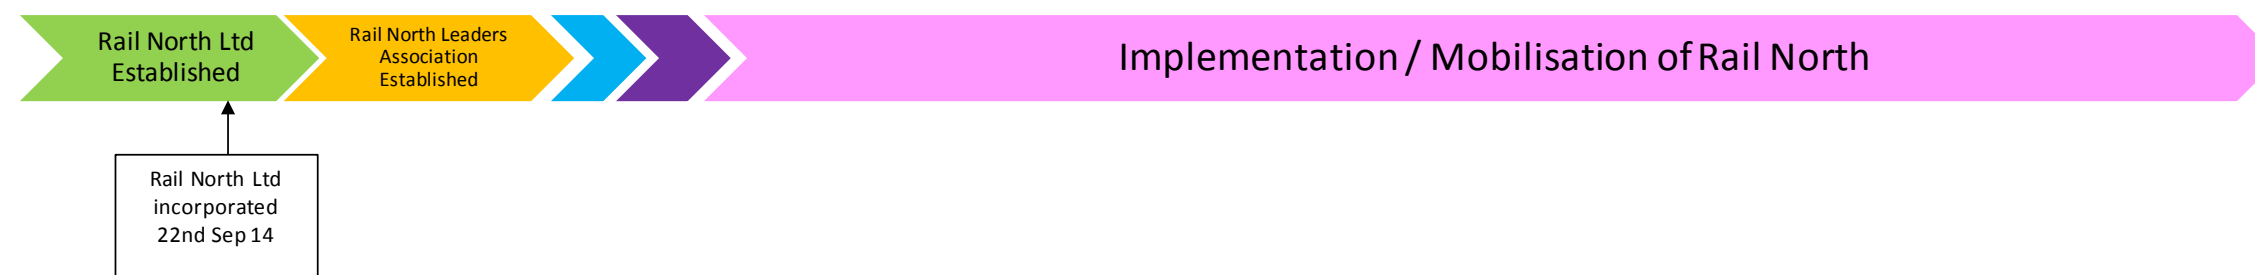 Rail North Ltd
Established
Rail North Leaders
Association
Established
Implementation / Mobilisation of Rail North
Rail North Ltd
incorporated
22nd Sep 14